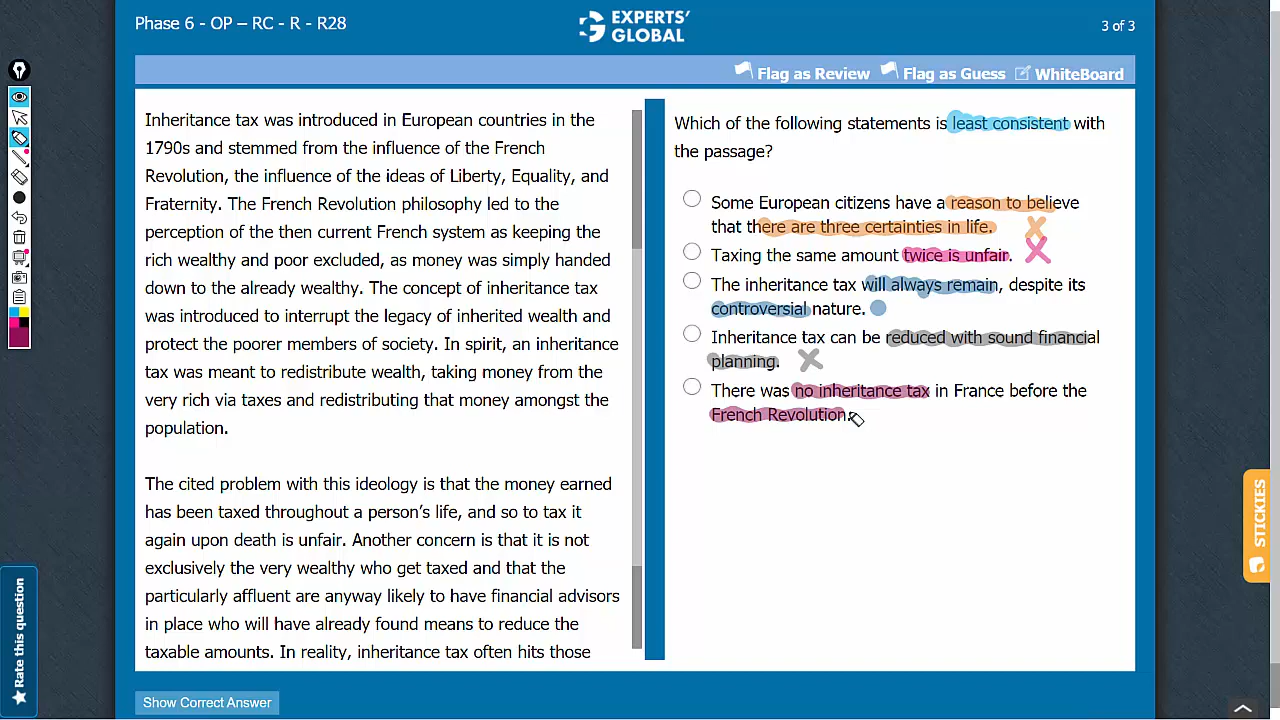 Phase 6 - OP – RC - R - R28
EXPERTS'
GLOBAL
3 of 3
Flag as Review
Flag as Guess
WhiteBoard
Inheritance tax was introduced in European countries in the
1790s and stemmed from the influence of the French
Revolution, the influence of the ideas of Liberty, Equality, and
Fraternity. The French Revolution philosophy led to the
perception of the then current French system as keeping the
rich wealthy and poor excluded, as money was simply handed
down to the already wealthy. The concept of inheritance tax
was introduced to interrupt the legacy of inherited wealth and
protect the poorer members of society. In spirit, an inheritance
tax was meant to redistribute wealth, taking money from the
very rich via taxes and redistributing that money amongst the
population.
The cited problem with this ideology is that the money earned
has been taxed throughout a person’s life, and so to tax it
again upon death is unfair. Another concern is that it is not
exclusively the very wealthy who get taxed and that the
particularly affluent are anyway likely to have financial advisors
in place who will have already found means to reduce the
taxable amounts. In reality, inheritance tax often hits those
Which of the following statements is least consistent with
the passage?
Some European citizens have a reason to believe
that there are three certainties in life.
Taxing the same amount twice is unfair.
The inheritance tax will always remain, despite its
controversial nature.
Inheritance tax can be reduced with sound financial
planning.
There was no inheritance tax in France before the
French Revolution.
Show Correct Answer
Rate this question
STICKIES